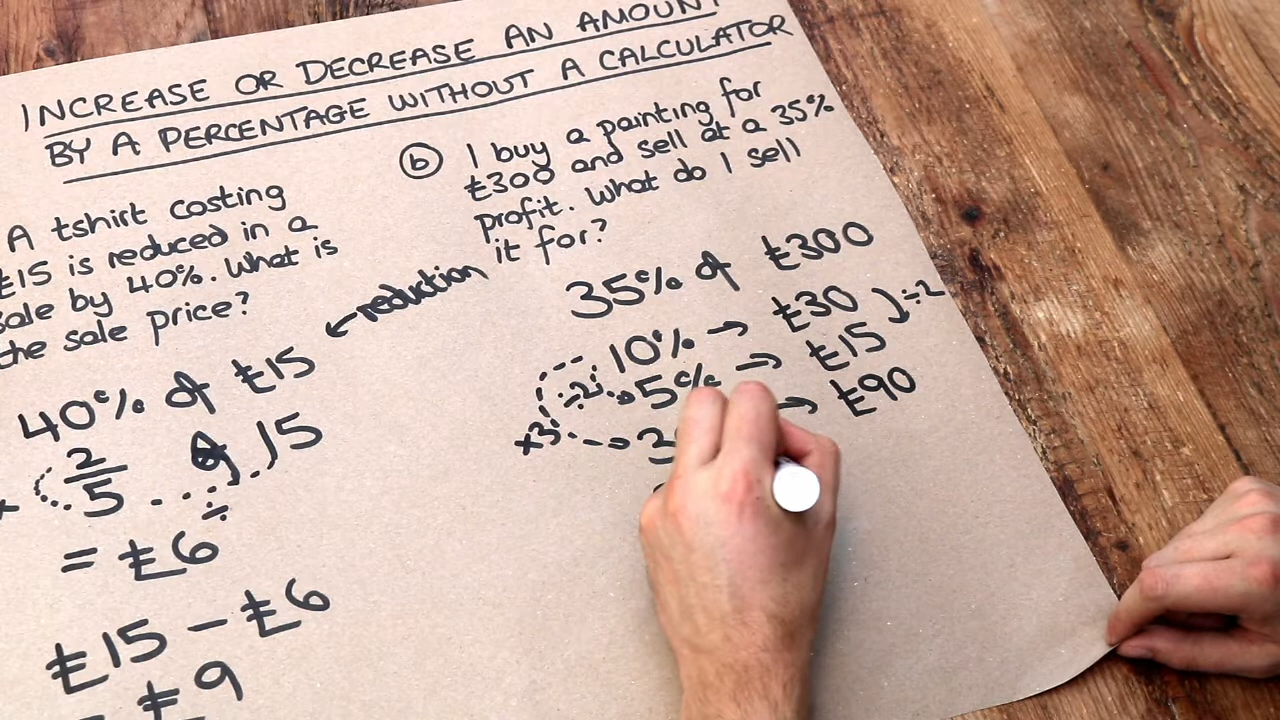 INCREASE OR DECREASE AN AMOUNT
BY A PERCENTAGE WITHOUT A CALCULATOR
A tshirt costing
£15 is reduced in a
sale by 40%. What is
the sale price?
40% of £15
← reduction
2/5 of 15
×
÷
= £6
£15 - £6
= £9
b I buy a painting for
£300 and sell at a 35%
profit. What do I sell
it for?
35% of £300
10% → £30
÷2
÷2
5% → £15
×3
3 → £90